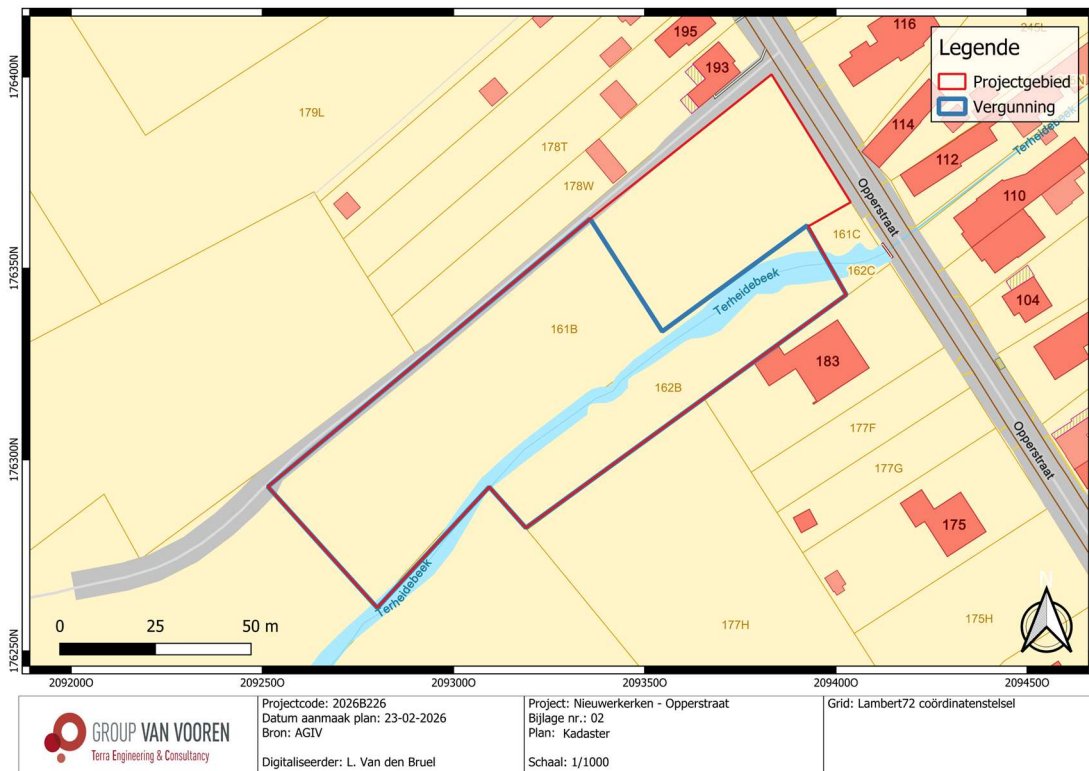 195
193
116
245L
Legende
Projectgebied
Vergunning
114
112
Terheidebeek
110
179L
178T
178W
Opperstraat
161C
162C
Terheidebeek
104
161B
162B
183
177F
177G
Opperstraat
175
Terheidebeek
177H
175H
N
0 25 50 m
176400N
176350N
176300N
176250N
209200O 209250O 209300O 209350O 209400O 209450O
GROUP VAN VOOREN
Terra Engineering & Consultancy
Projectcode: 2026B226
Datum aanmaak plan: 23-02-2026
Bron: AGIV
Digitaliseerder: L. Van den Bruel
Project: Nieuwerkerken - Opperstraat
Bijlage nr.: 02
Plan: Kadaster
Schaal: 1/1000
Grid: Lambert72 coördinatenstelsel